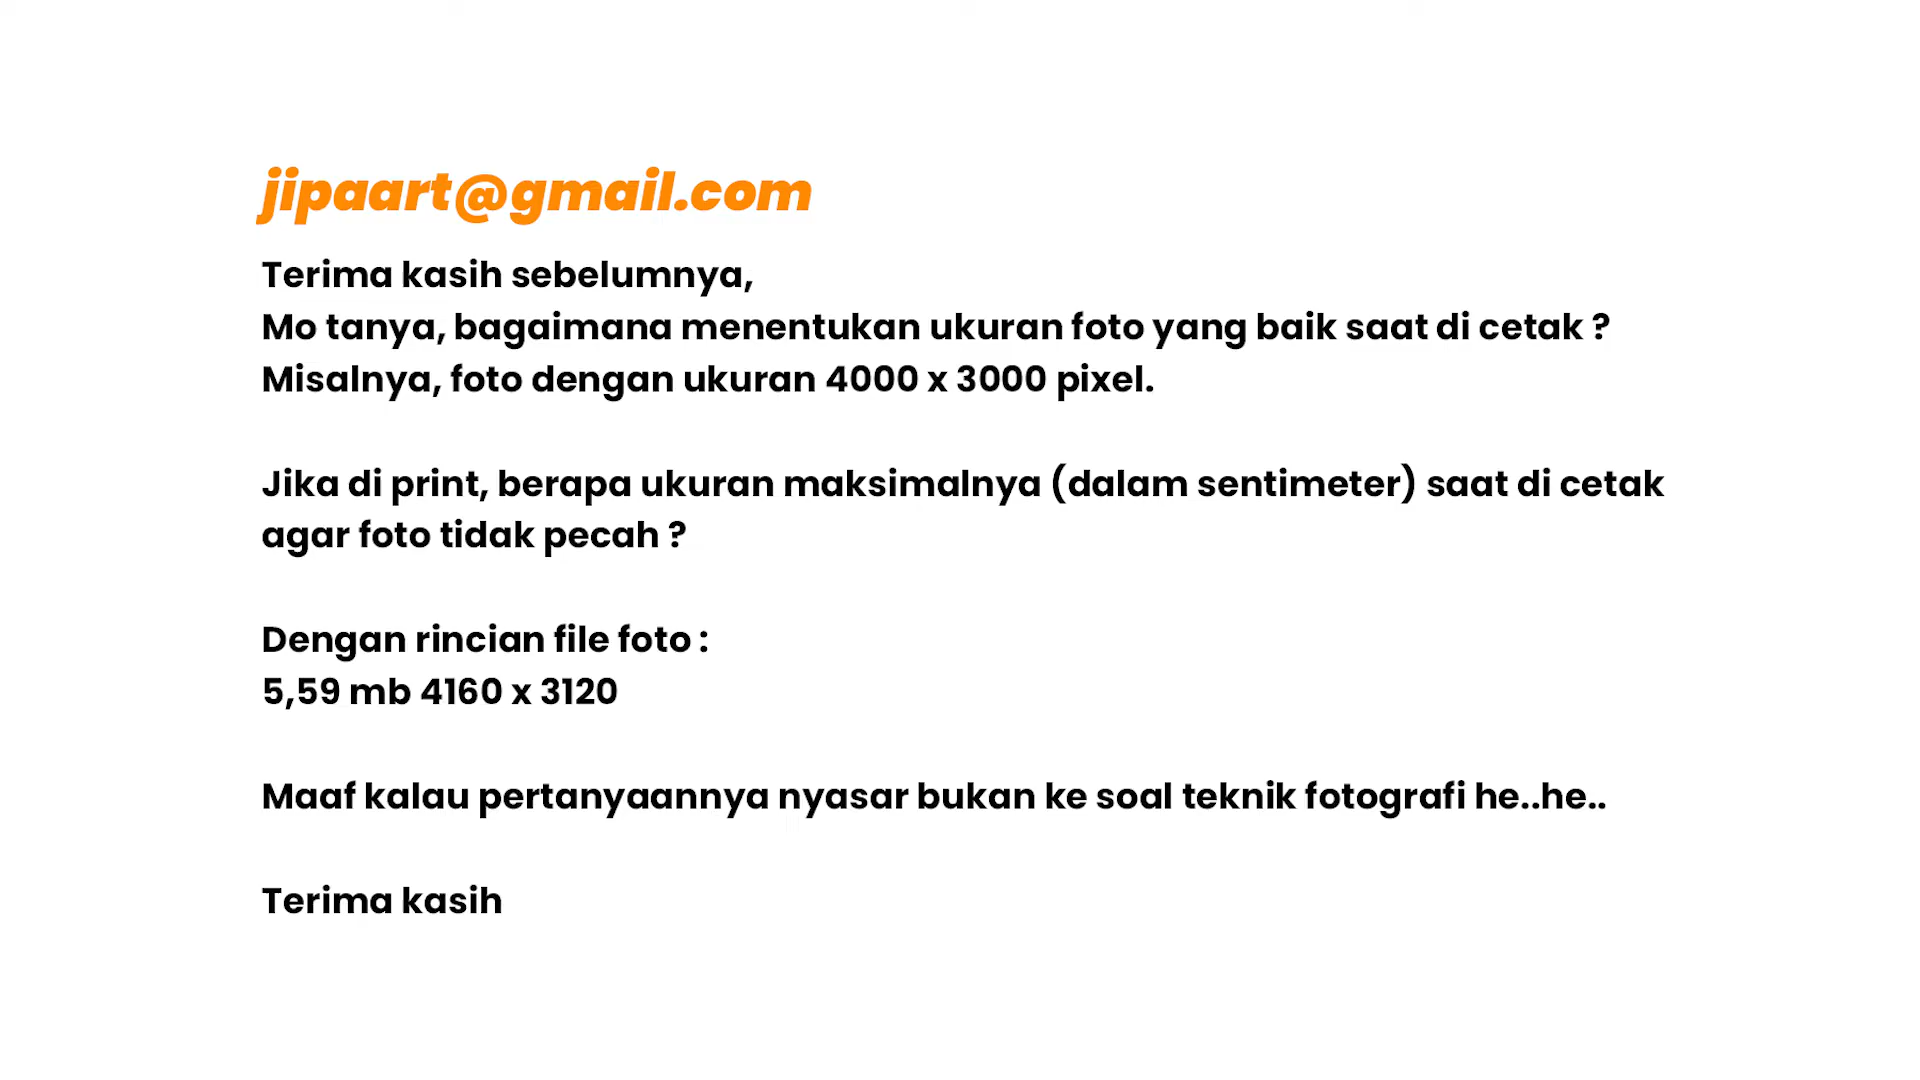 jipaart@gmail.com
Terima kasih sebelumnya,
Mo tanya, bagaimana menentukan ukuran foto yang baik saat di cetak ?
Misalnya, foto dengan ukuran 4000 x 3000 pixel.
Jika di print, berapa ukuran maksimalnya (dalam sentimeter) saat di cetak
agar foto tidak pecah ?
Dengan rincian file foto :
5,59 mb 4160 x 3120
Maaf kalau pertanyaannya nyasar bukan ke soal teknik fotografi he..he..
Terima kasih